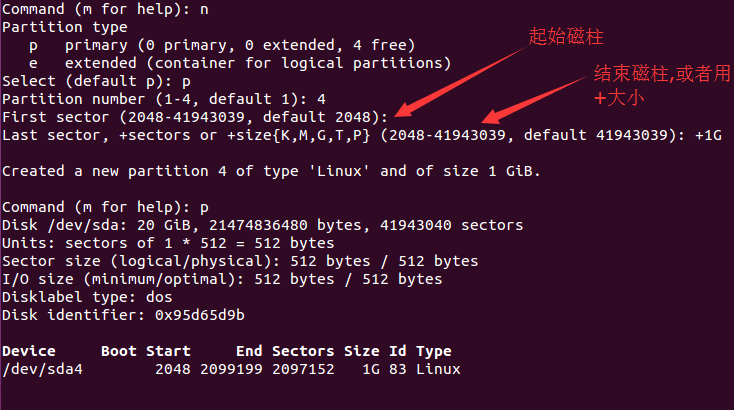 Command (m for help): n
Partition type
p primary (0 primary, 0 extended, 4 free)
e extended (container for logical partitions)
Select (default p): p
Partition number (1-4, default 1): 4
First sector (2048-41943039, default 2048):
Last sector, +sectors or +size{K,M,G,T,P} (2048-41943039, default 41943039): +1G
起始磁柱
结束磁柱,或者用
+大小
Created a new partition 4 of type 'Linux' and of size 1 GiB.
Command (m for help): p
Disk /dev/sda: 20 GiB, 21474836480 bytes, 41943040 sectors
Units: sectors of 1 * 512 = 512 bytes
Sector size (logical/physical): 512 bytes / 512 bytes
I/O size (minimum/optimal): 512 bytes / 512 bytes
Disklabel type: dos
Disk identifier: 0x95d65d9b
Device Boot Start End Sectors Size Id Type
/dev/sda4 2048 2099199 2097152 1G 83 Linux